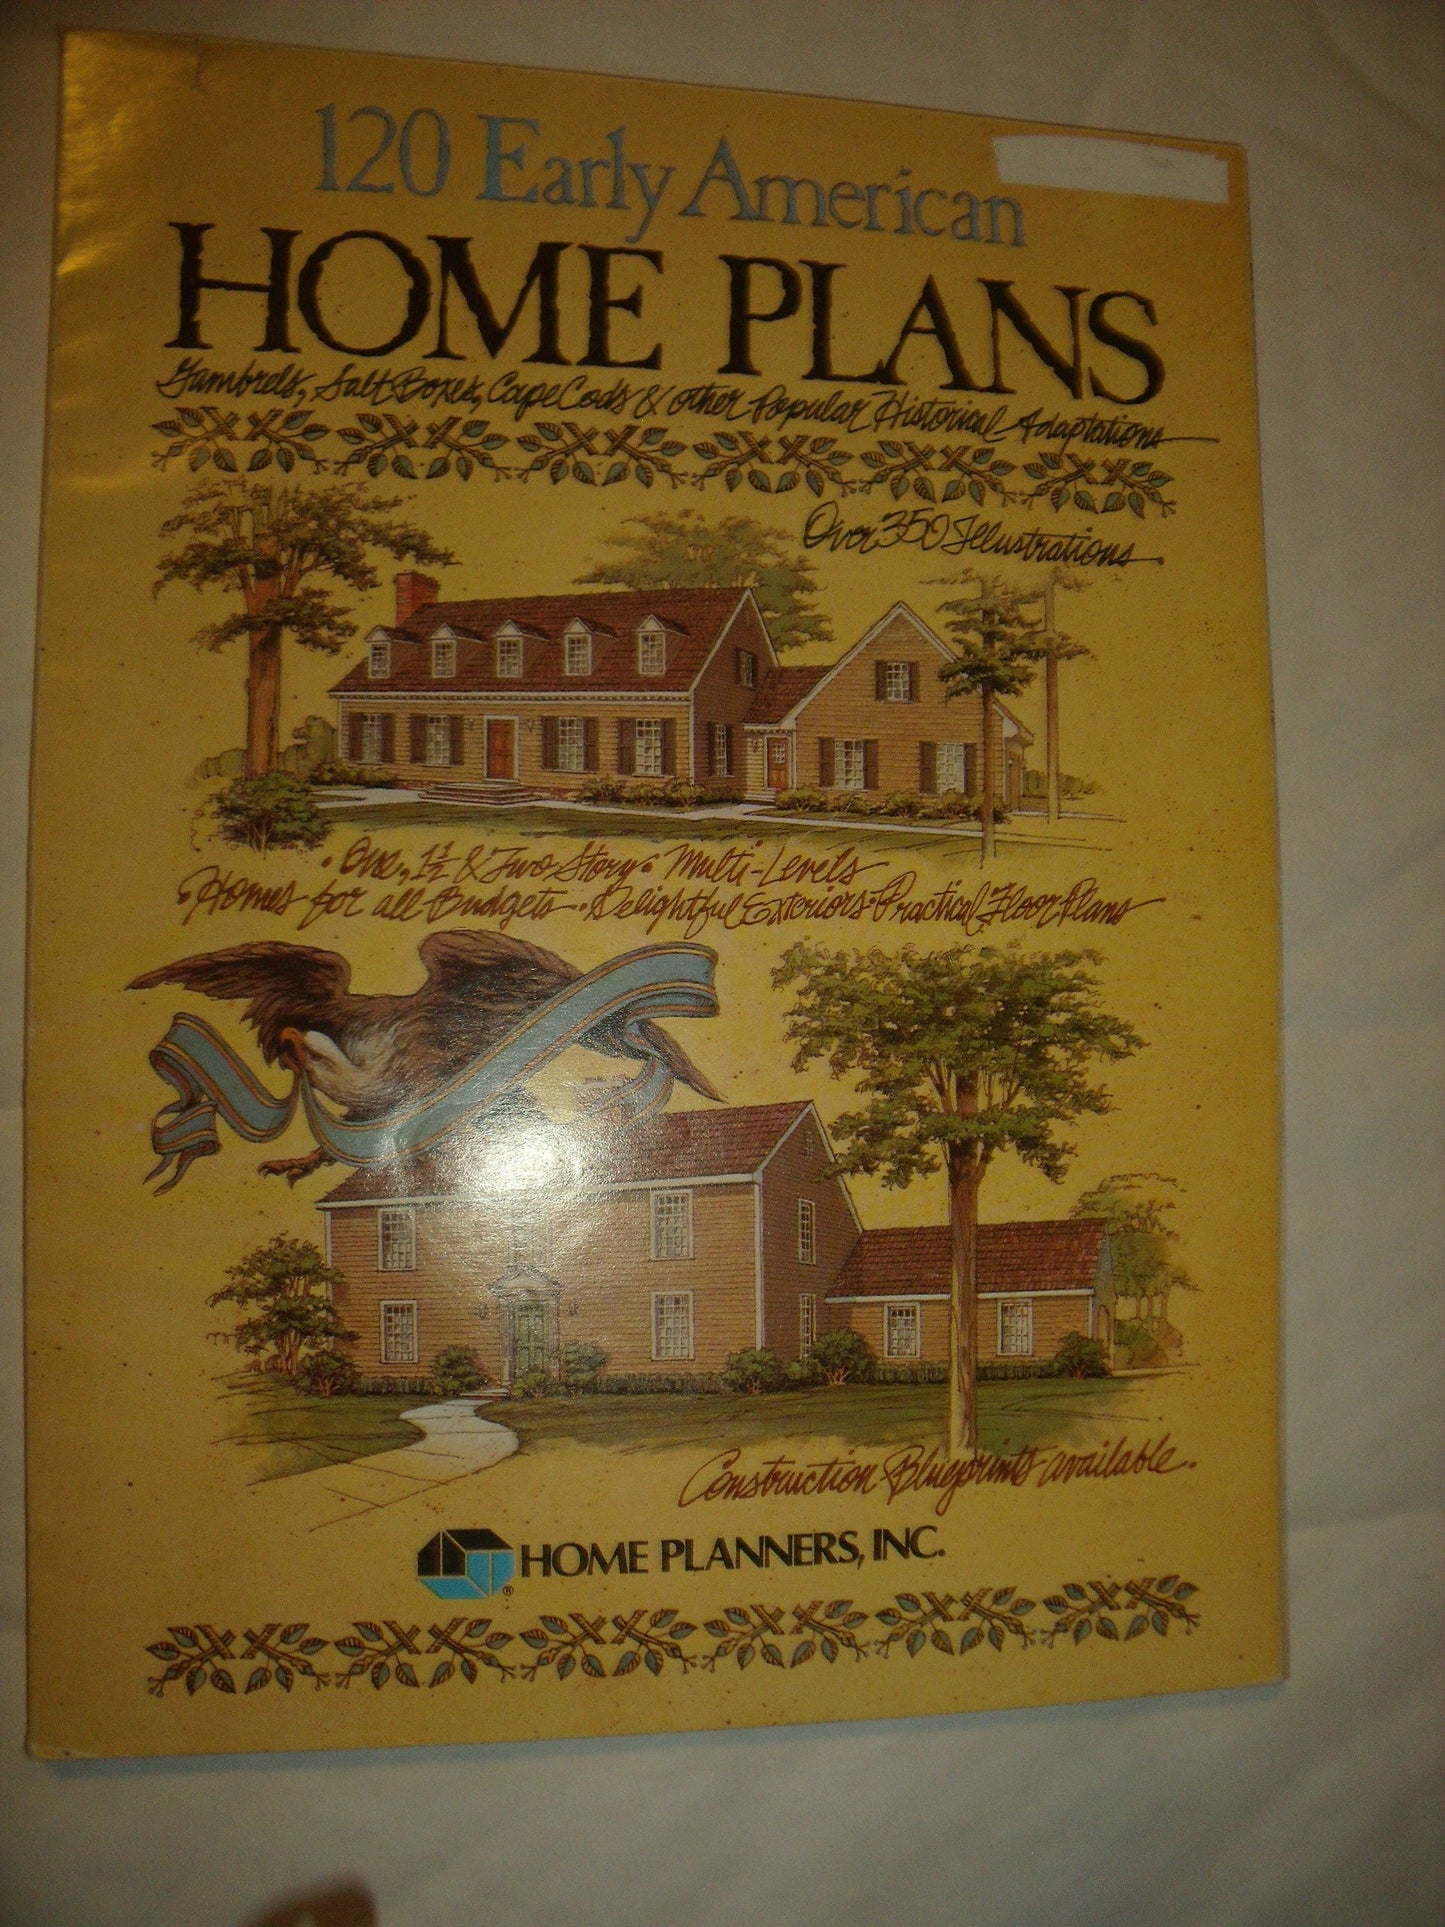 120 Early American
HOME PLANS
Gambrels, Salt Boxes, Cape Cods & other Popular Historical Adaptations
Over 350 Illustrations.
• One, 1½ & Two Story • Multi-Levels
• Homes for all Budgets • Delightful Exteriors • Practical Floor Plans
Construction Blueprints available.
® HOME PLANNERS, INC.